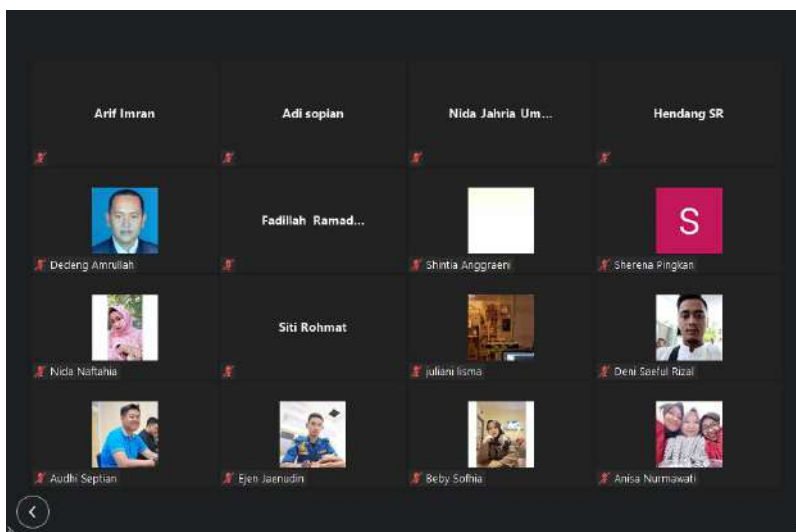 Arif Imran
Adi sopian
Nida Jahria Um...
Hendang SR
Dedeng Amrullah
Fadillah Ramad...
Shintia Anggraeni
S
Sherena Pingkan
Nida Naftahia
Siti Rohmat
juliani lisma
Deni Saeful Rizal
Audhi Septian
Ejen Jaenudin
Beby Sofhia
Anisa Nurmawati